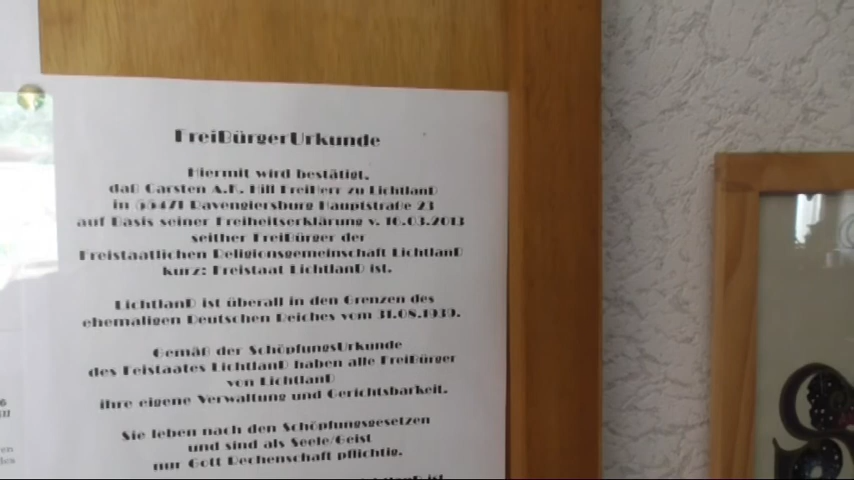 FreiBürgerUrkunde
Hiermit wird bestätigt,
daß Carsten A.K. Hill FreiHerr zu LichtlanD
in 55471 Ravengiersburg Hauptstraße 23
auf Basis seiner Freiheitserklärung v. 16.03.2013
seither FreiBürger der
Freistaatlichen Religionsgemeinschaft LichtlanD
kurz: Freistaat LichtlanD ist.
LichtlanD ist überall in den Grenzen des
ehemaligen Deutschen Reiches vom 31.08.1939.
Gemäß der SchöpfungsUrkunde
des Feistaates LichtlanD haben alle FreiBürger
von LichtlanD
ihre eigene Verwaltung und Gerichtsbarkeit.
Sie leben nach den Schöpfungsgesetzen
und sind als Seele/Geist
nur Gott Rechenschaft pflichtig.